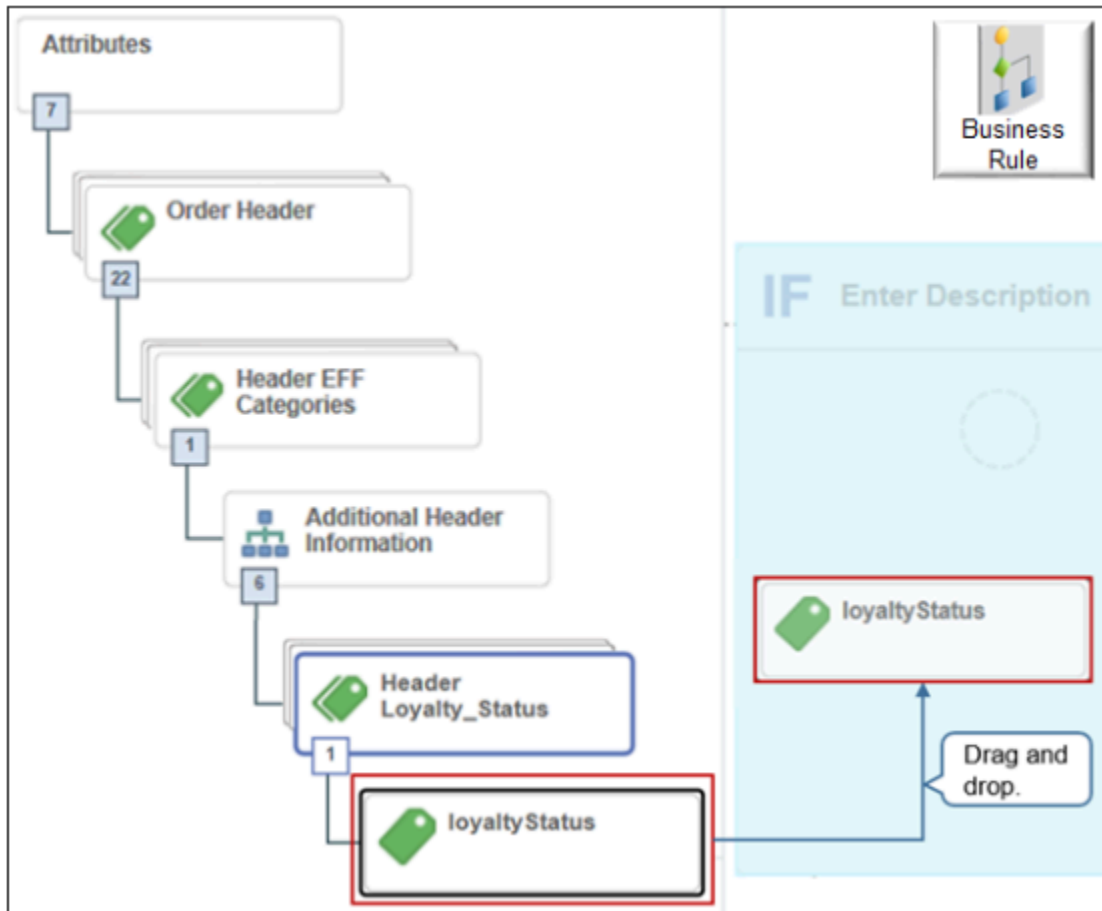 Attributes
7
Business
Rule
Order Header
22
IF Enter Description
Header EFF
Categories
1
Additional Header
Information
6
loyaltyStatus
Header
Loyalty_Status
1
Drag and
drop.
loyaltyStatus